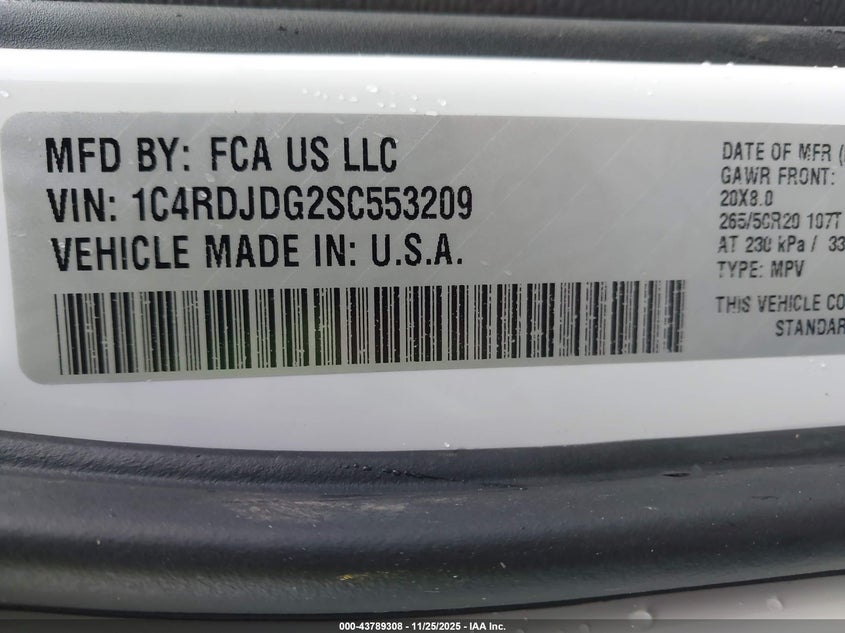 MFD BY: FCA US LLC
VIN: 1C4RDJDG2SC553209
VEHICLE MADE IN: U.S.A.
DATE OF MFR
GAWR FRONT:
20X8.0
265/50R20 107T
AT 230 kPa / 33
TYPE: MPV
THIS VEHICLE CO
STANDAR
000-43789308 - 11/25/2025 - IAA Inc.